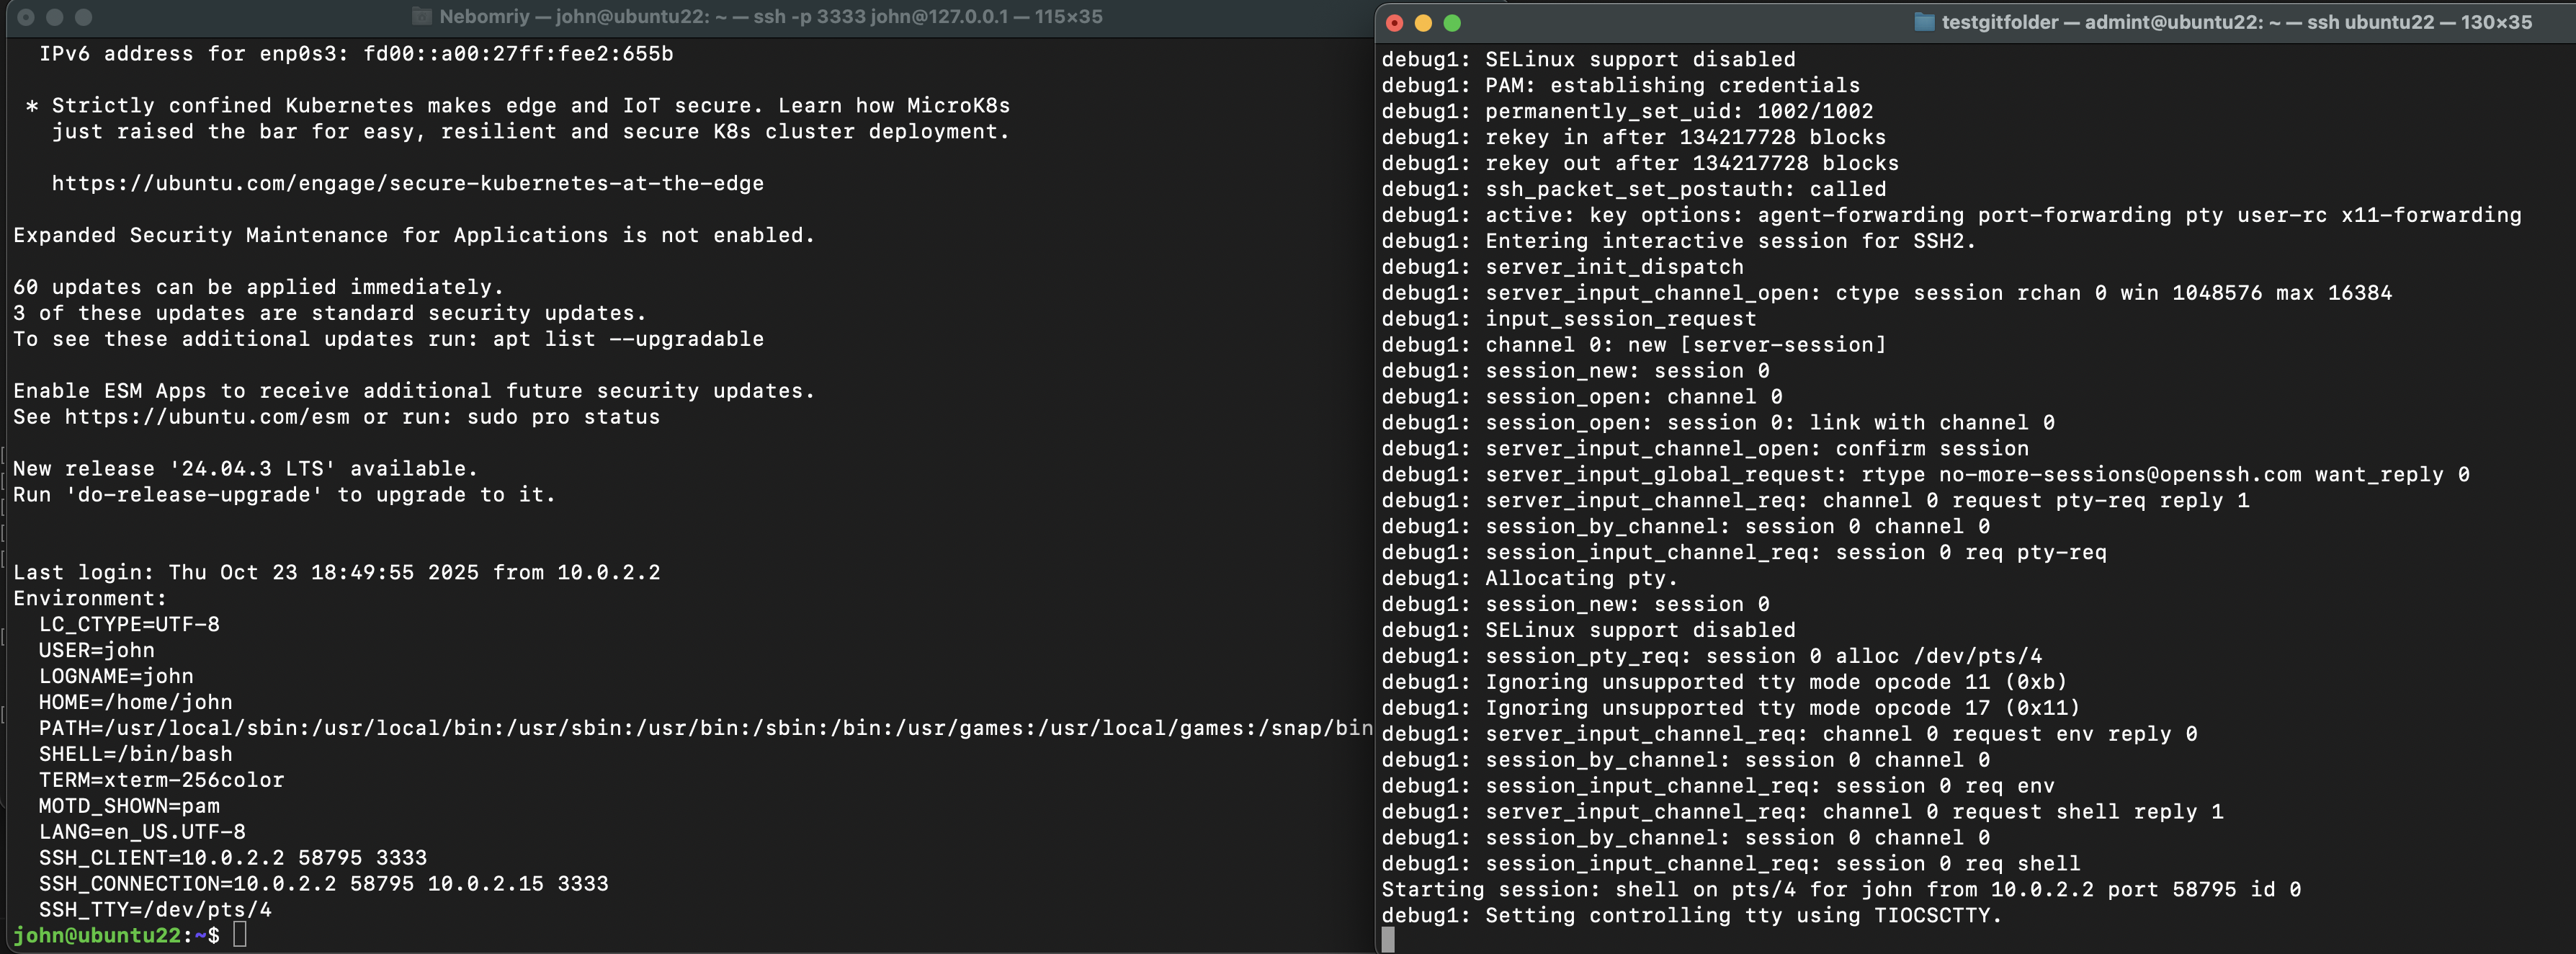 Nebomriy — john@ubuntu22: ~ — ssh -p 3333 john@127.0.0.1 — 115×35
IPv6 address for enp0s3: fd00::a00:27ff:fee2:655b
* Strictly confined Kubernetes makes edge and IoT secure. Learn how MicroK8s
just raised the bar for easy, resilient and secure K8s cluster deployment.
https://ubuntu.com/engage/secure-kubernetes-at-the-edge
Expanded Security Maintenance for Applications is not enabled.
60 updates can be applied immediately.
3 of these updates are standard security updates.
To see these additional updates run: apt list --upgradable
Enable ESM Apps to receive additional future security updates.
See https://ubuntu.com/esm or run: sudo pro status
New release '24.04.3 LTS' available.
Run 'do-release-upgrade' to upgrade to it.
Last login: Thu Oct 23 18:49:55 2025 from 10.0.2.2
Environment:
LC_CTYPE=UTF-8
USER=john
LOGNAME=john
HOME=/home/john
PATH=/usr/local/sbin:/usr/local/bin:/usr/sbin:/usr/bin:/sbin:/bin:/usr/games:/usr/local/games:/snap/bin
SHELL=/bin/bash
TERM=xterm-256color
MOTD_SHOWN=pam
LANG=en_US.UTF-8
SSH_CLIENT=10.0.2.2 58795 3333
SSH_CONNECTION=10.0.2.2 58795 10.0.2.15 3333
SSH_TTY=/dev/pts/4
john@ubuntu22:~$
testgitfolder — admint@ubuntu22: ~ — ssh ubuntu22 — 130×35
debug1: SELinux support disabled
debug1: PAM: establishing credentials
debug1: permanently_set_uid: 1002/1002
debug1: rekey in after 134217728 blocks
debug1: rekey out after 134217728 blocks
debug1: ssh_packet_set_postauth: called
debug1: active: key options: agent-forwarding port-forwarding pty user-rc x11-forwarding
debug1: Entering interactive session for SSH2.
debug1: server_init_dispatch
debug1: server_input_channel_open: ctype session rchan 0 win 1048576 max 16384
debug1: input_session_request
debug1: channel 0: new [server-session]
debug1: session_new: session 0
debug1: session_open: channel 0
debug1: session_open: session 0: link with channel 0
debug1: server_input_channel_open: confirm session
debug1: server_input_global_request: rtype no-more-sessions@openssh.com want_reply 0
debug1: server_input_channel_req: channel 0 request pty-req reply 1
debug1: session_by_channel: session 0 channel 0
debug1: session_input_channel_req: session 0 req pty-req
debug1: Allocating pty.
debug1: session_new: session 0
debug1: SELinux support disabled
debug1: session_pty_req: session 0 alloc /dev/pts/4
debug1: Ignoring unsupported tty mode opcode 11 (0xb)
debug1: Ignoring unsupported tty mode opcode 17 (0x11)
debug1: server_input_channel_req: channel 0 request env reply 0
debug1: session_by_channel: session 0 channel 0
debug1: session_input_channel_req: session 0 req env
debug1: server_input_channel_req: channel 0 request shell reply 1
debug1: session_by_channel: session 0 channel 0
debug1: session_input_channel_req: session 0 req shell
Starting session: shell on pts/4 for john from 10.0.2.2 port 58795 id 0
debug1: Setting controlling tty using TIOCSCTTY.